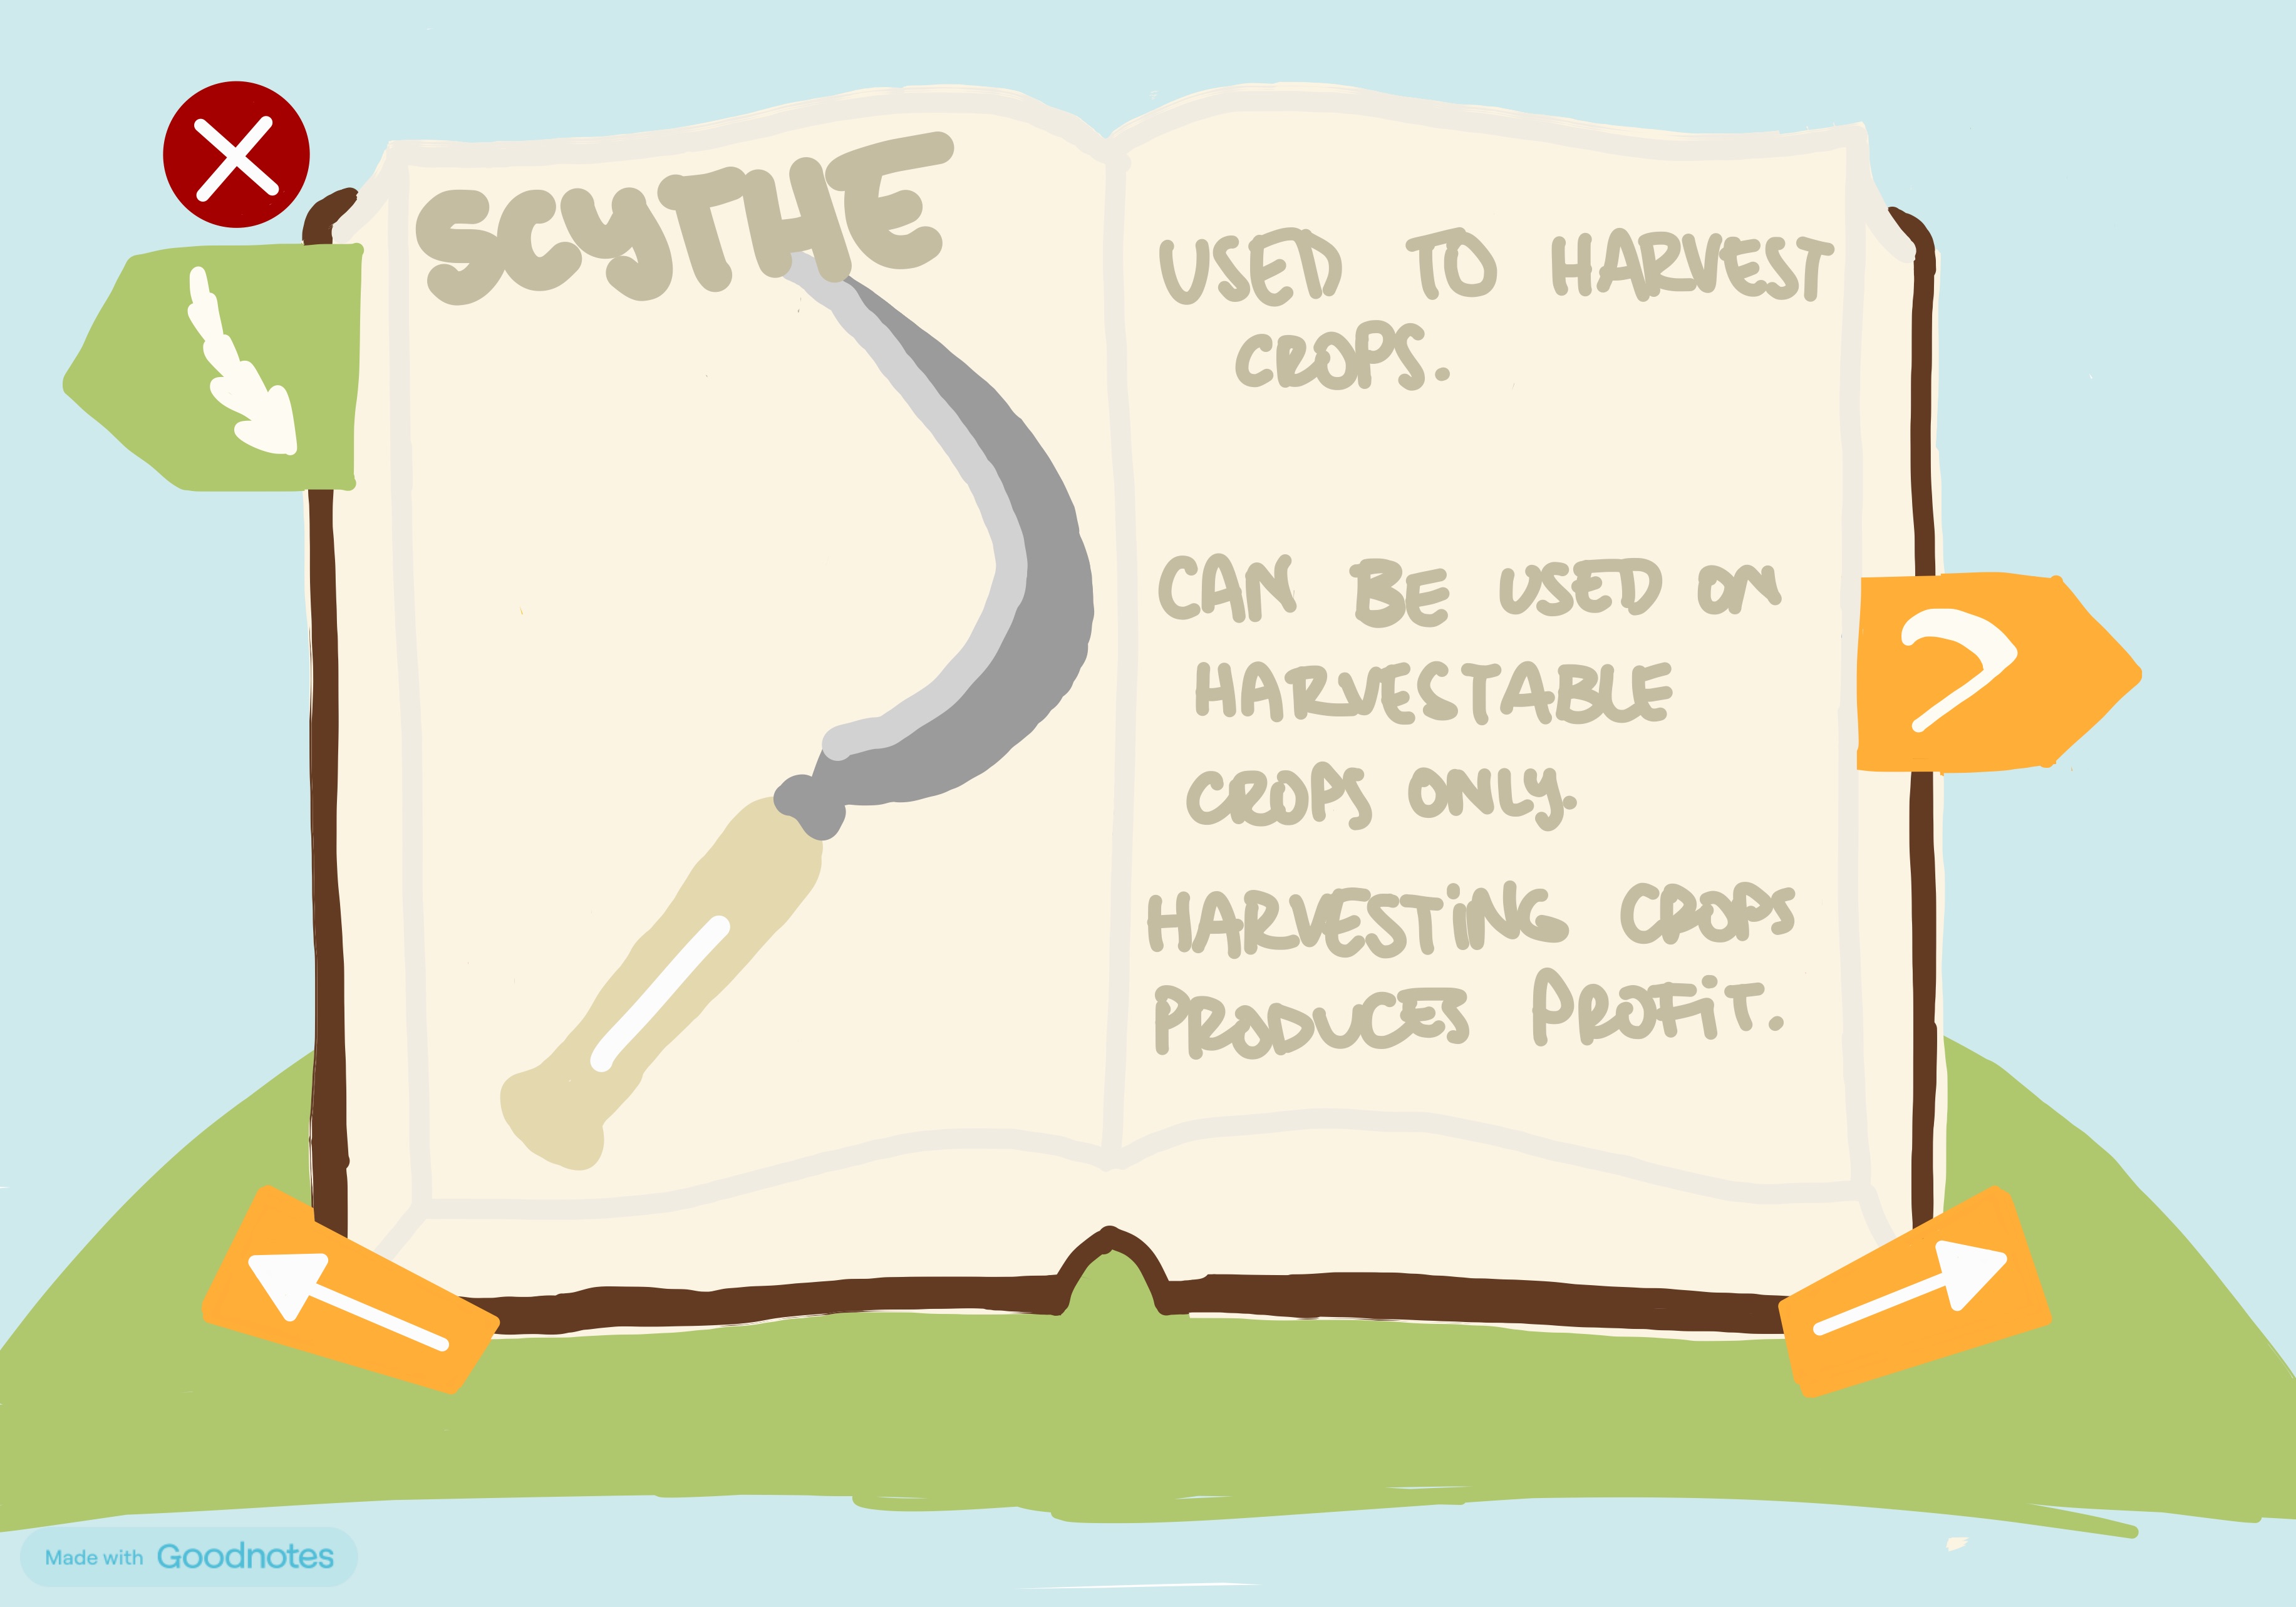 SCYTHE
USED TO HARVEST
CROPS.
CAN BE USED ON
HARVESTABLE
CROPS ONLY.
HARVESTING CROPS
PRODUCES PROFIT.
Made with Goodnotes